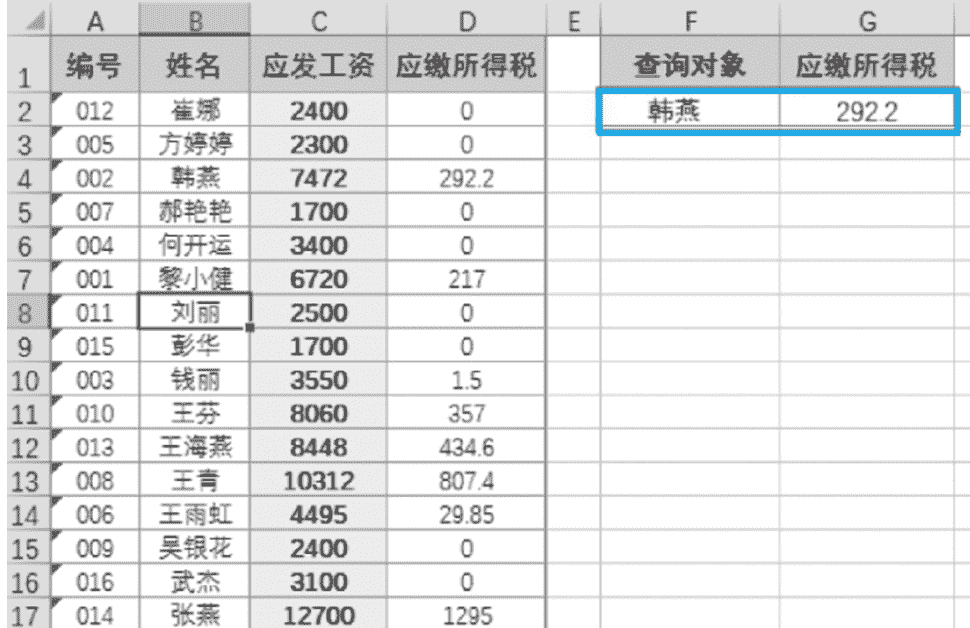 A B C D E F G
1 编号 姓名 应发工资 应缴所得税 查询对象 应缴所得税
2 012 崔娜 2400 0 韩燕 292.2
3 005 方婷婷 2300 0
4 002 韩燕 7472 292.2
5 007 郝艳艳 1700 0
6 004 何开运 3400 0
7 001 黎小健 6720 217
8 011 刘丽 2500 0
9 015 彭华 1700 0
10 003 钱丽 3550 1.5
11 010 王芬 8060 357
12 013 王海燕 8448 434.6
13 008 王青 10312 807.4
14 006 王雨虹 4495 29.85
15 009 吴银花 2400 0
16 016 武杰 3100 0
17 014 张燕 12700 1295